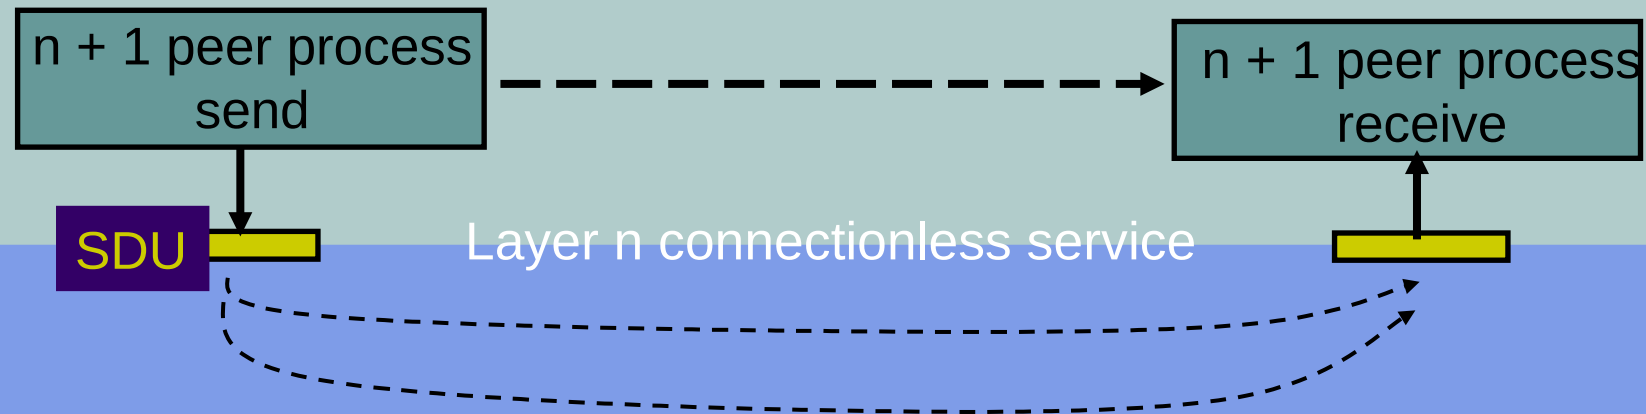 n + 1 peer process
send
n + 1 peer process
receive
SDU
Layer n connectionless service